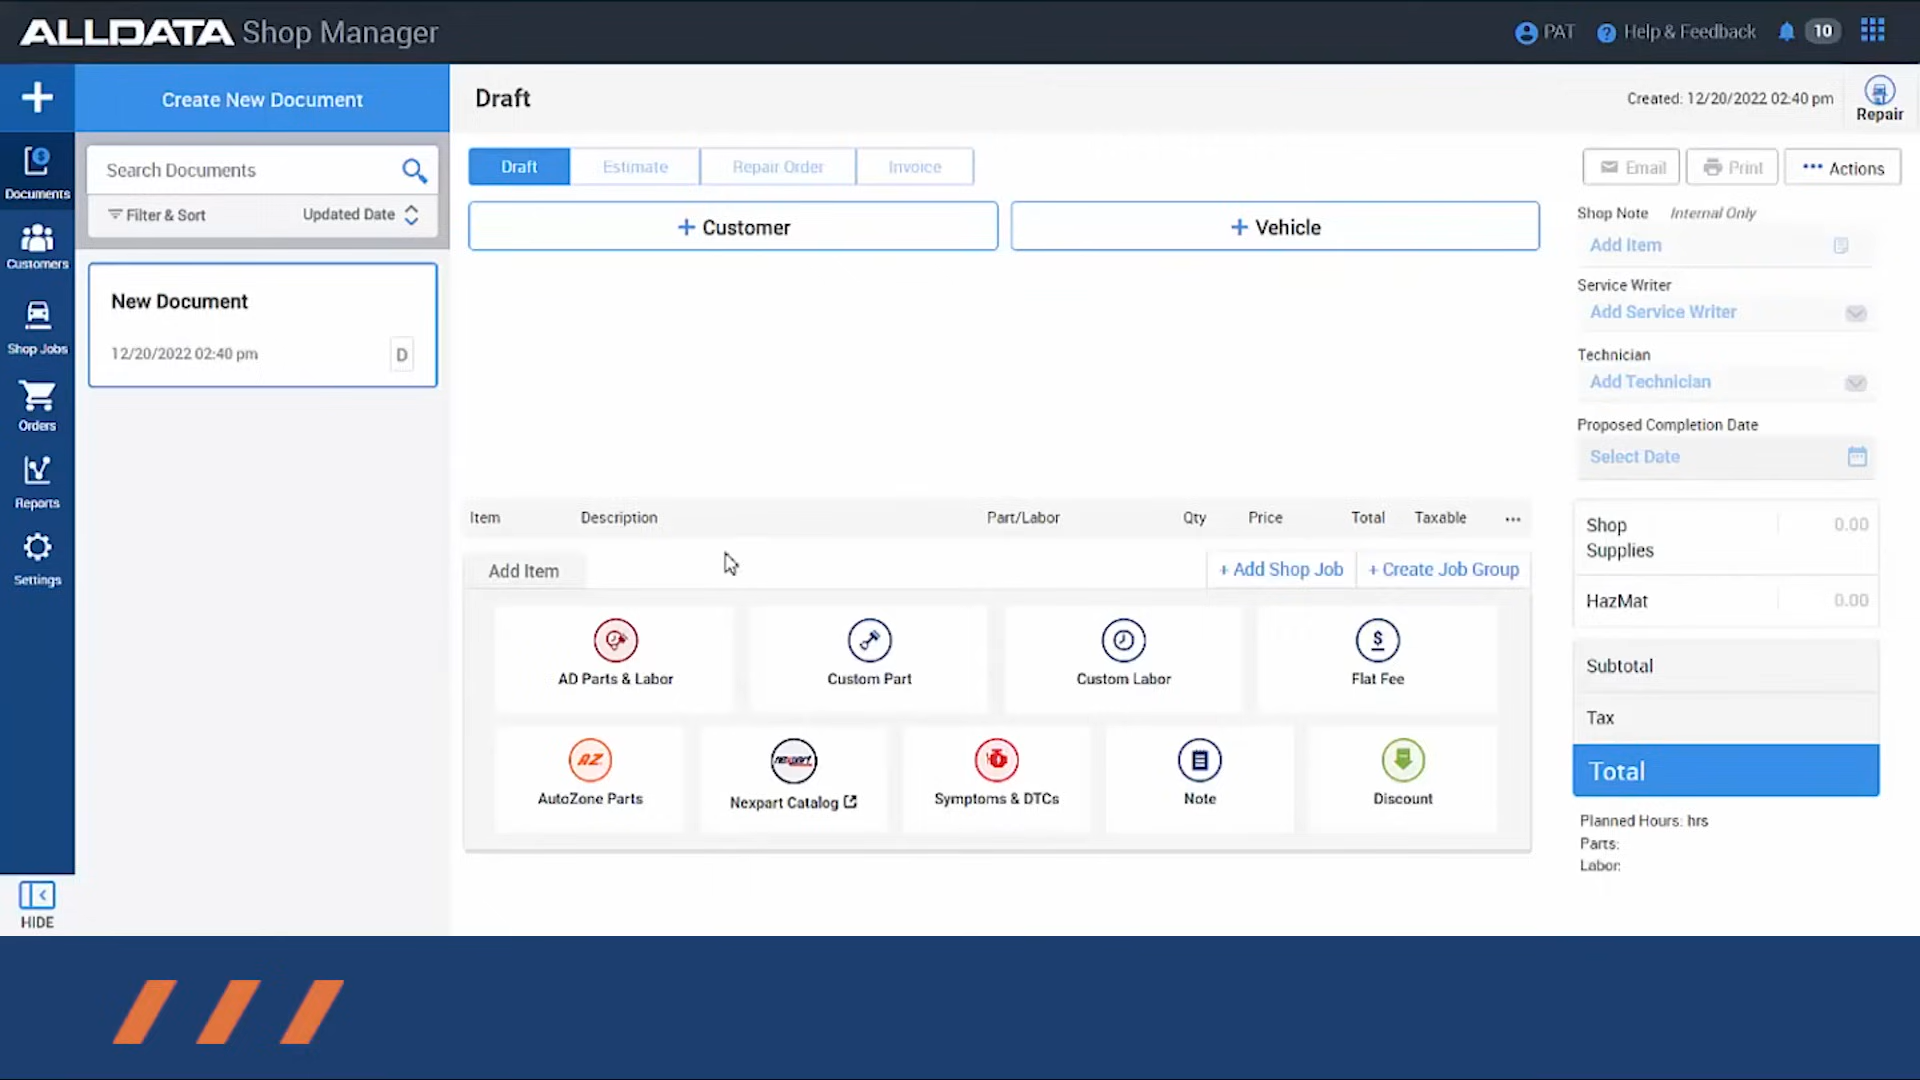 ALLDATA Shop Manager
PAT
Help & Feedback
10
Create New Document
Draft
Created: 12/20/2022 02:40 pm
Repair
Documents
Customers
Shop Jobs
Orders
Reports
Settings
HIDE
Search Documents
Filter & Sort
Updated Date
New Document
12/20/2022 02:40 pm
D
Draft
Estimate
Repair Order
Invoice
Email
Print
Actions
+ Customer
+ Vehicle
Shop Note Internal Only
Add Item
Service Writer
Add Service Writer
Technician
Add Technician
Proposed Completion Date
Select Date
Item Description Part/Labor Qty Price Total Taxable ...
Add Item
+ Add Shop Job
+ Create Job Group
AD Parts & Labor
Custom Part
Custom Labor
$
Flat Fee
AZ
AutoZone Parts
nexpart
Nexpart Catalog
Symptoms & DTCs
Note
Discount
Shop
Supplies
0.00
HazMat
0.00
Subtotal
Tax
Total
Planned Hours: hrs
Parts:
Labor: